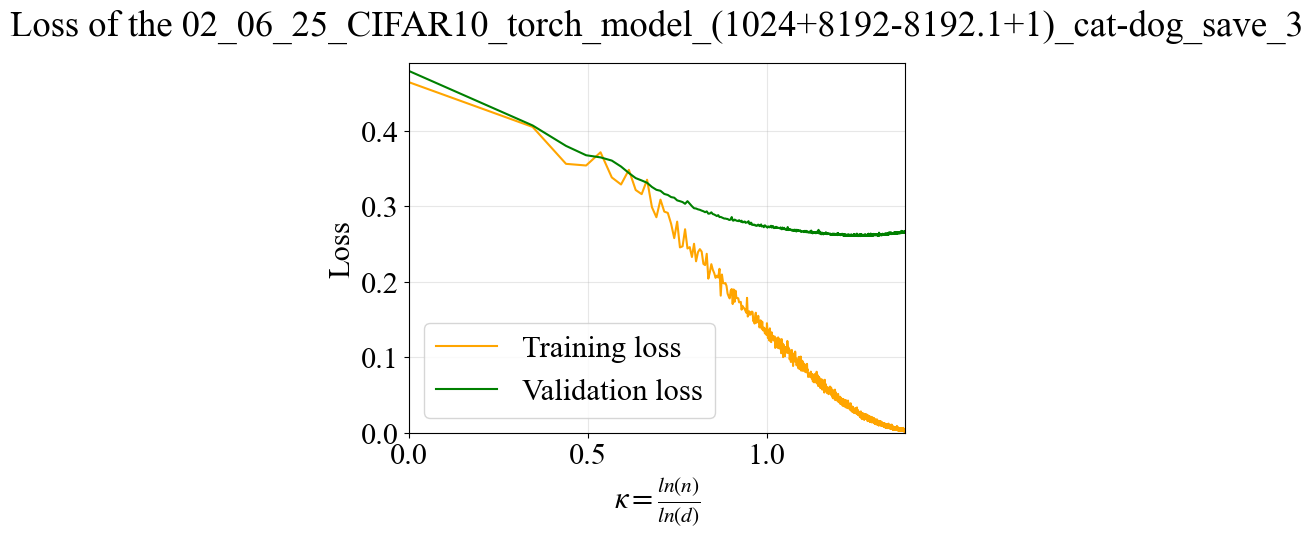 Loss of the 02_06_25_CIFAR10_torch_model_(1024+8192-8192.1+1)_cat-dog_save_3
0.4
0.3
0.2
0.1
0.0
Loss
Training loss
Validation loss
0.0 0.5 1.0
κ = ln(n)/ln(d)